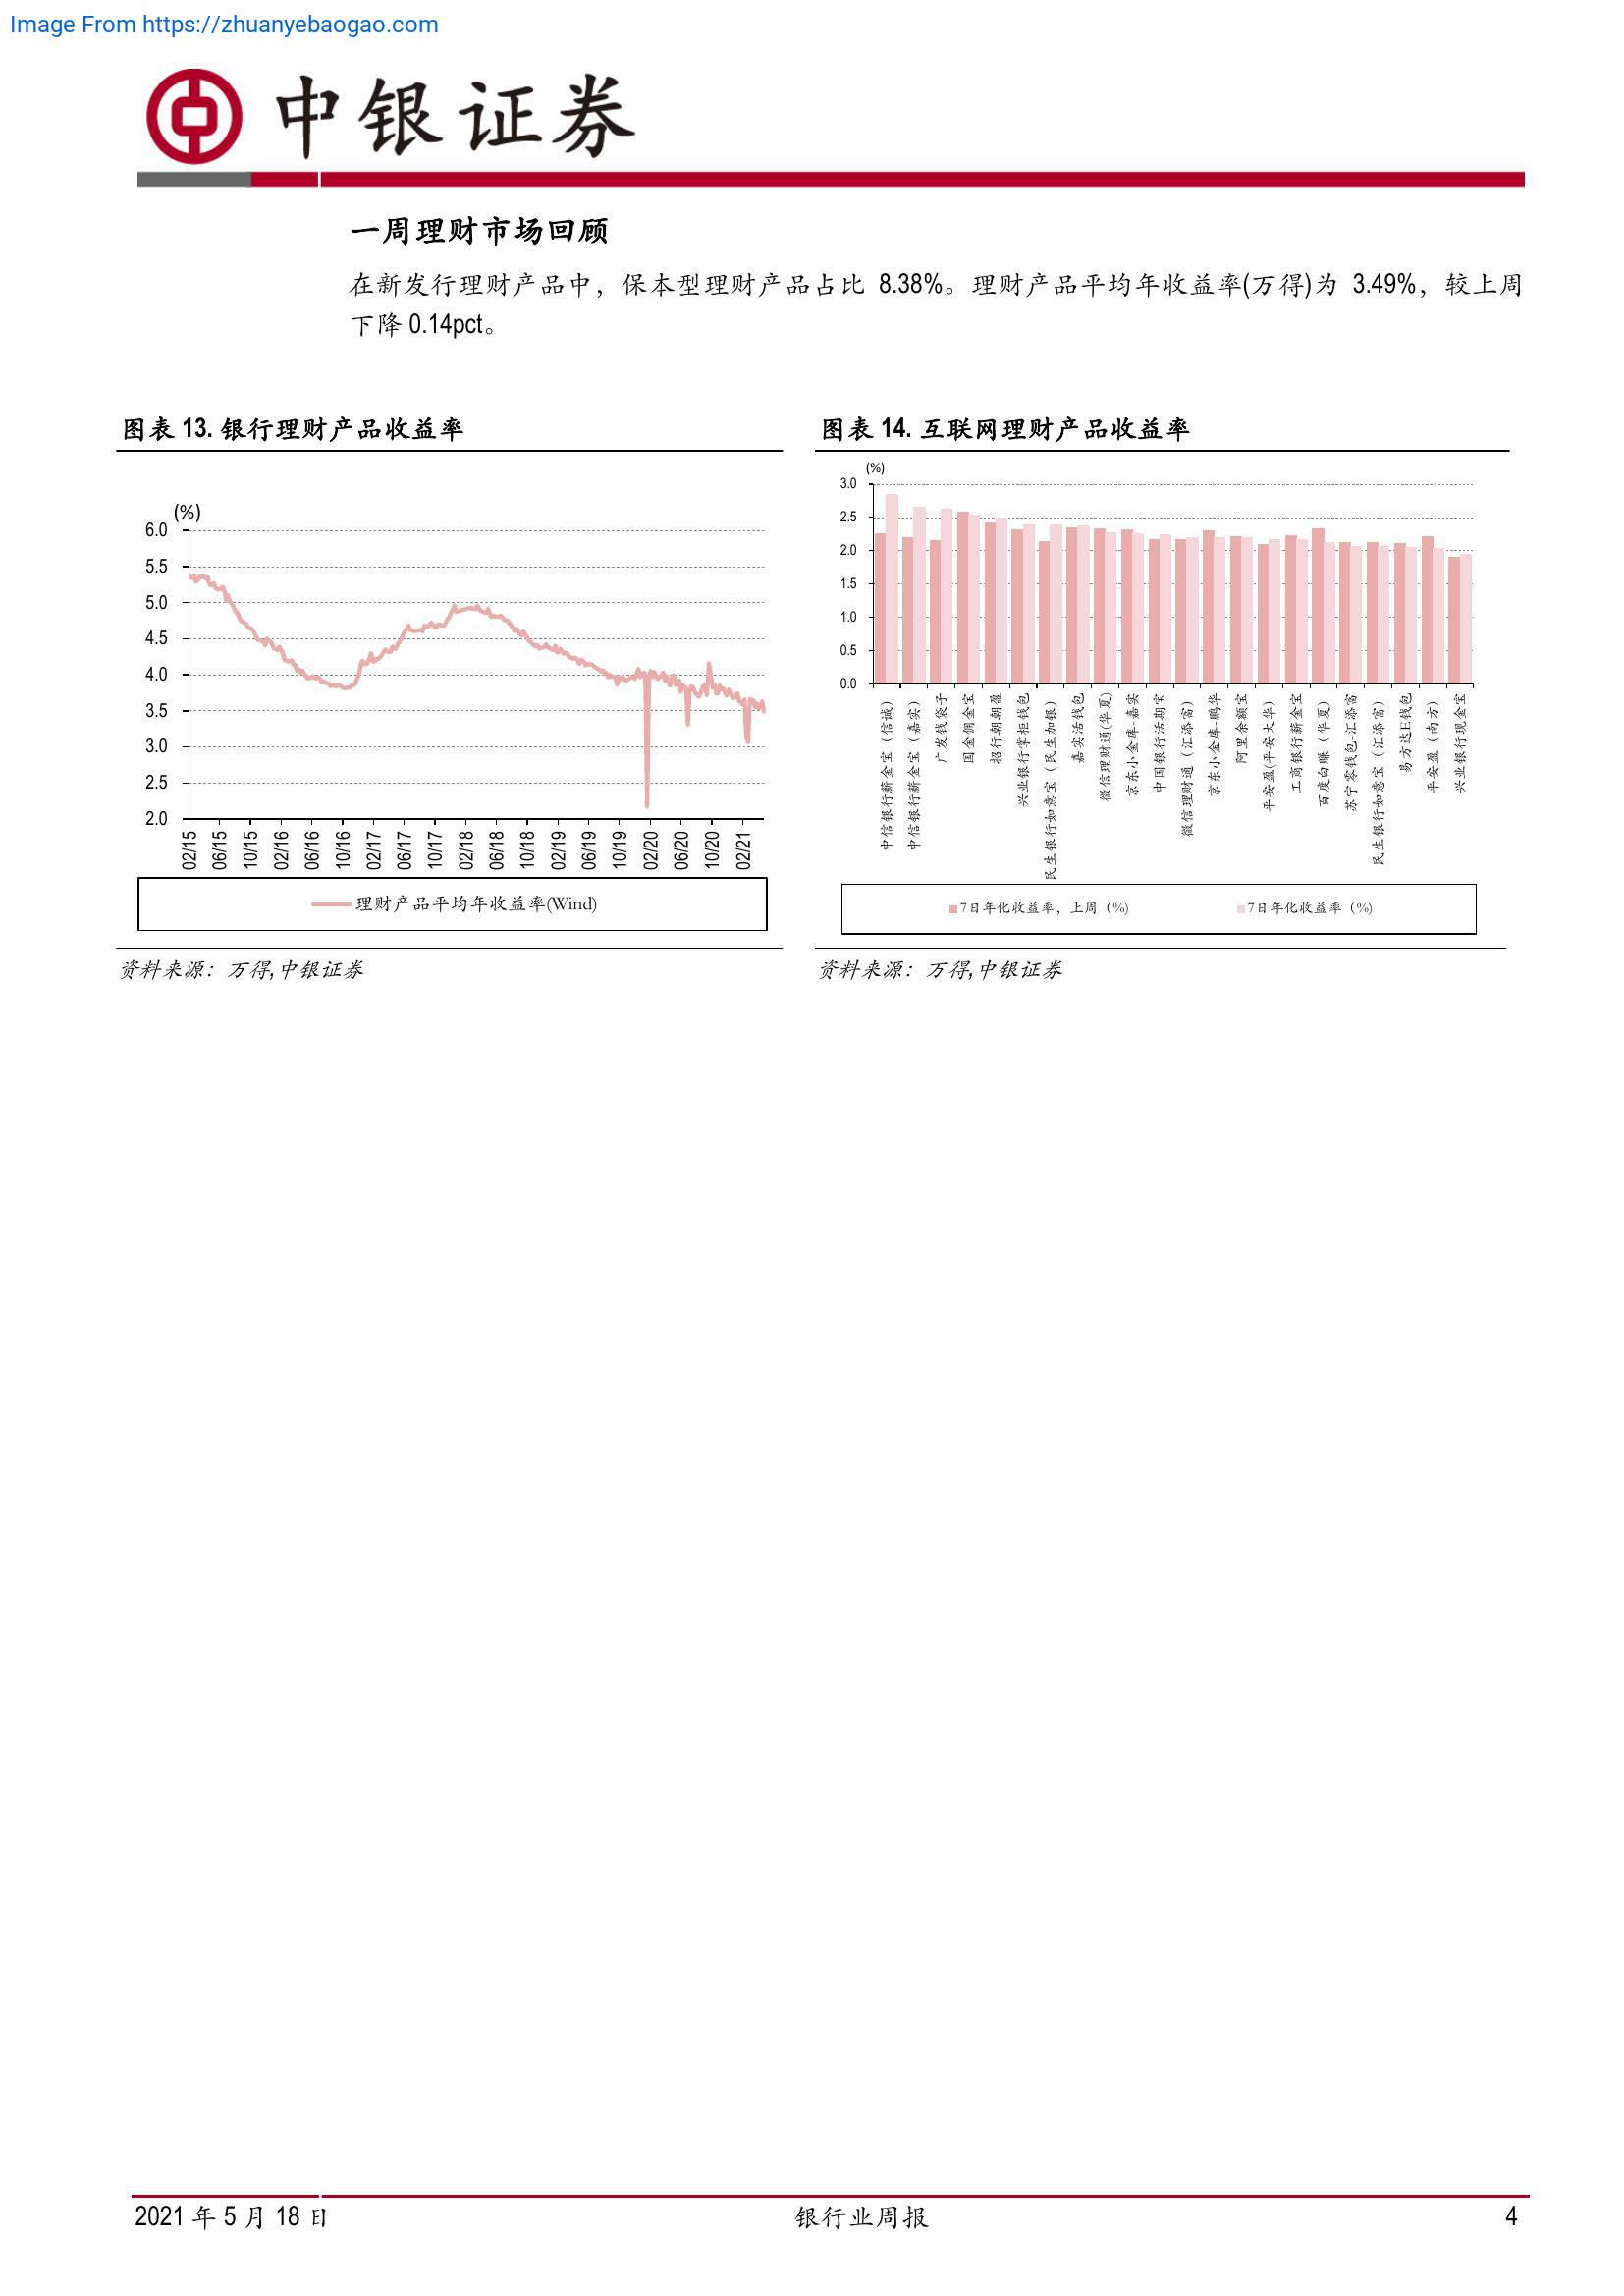 Image From https://zhuanyebaogao.com
中银证券
一周理财市场回顾
在新发行理财产品中，保本型理财产品占比 8.38%。理财产品平均年收益率(万得)为 3.49%，较上周
下降 0.14pct。
图表 13. 银行理财产品收益率
(%)
6.0
5.5
5.0
4.5
4.0
3.5
3.0
2.5
2.0
02/15
06/15
10/15
02/16
06/16
10/16
02/17
06/17
10/17
02/18
06/18
10/18
02/19
06/19
10/19
02/20
06/20
10/20
02/21
理财产品平均年收益率(Wind)
资料来源：万得,中银证券
图表 14. 互联网理财产品收益率
(%)
3.0
2.5
2.0
1.5
1.0
0.5
0.0
中信银行薪金宝（信诚）
中信银行薪金宝（嘉实）
广发钱袋子
国金佣金宝
招行朝朝盈
兴业银行掌柜钱包
民生银行如意宝（民生加银）
嘉实活钱包
微信理财通(华夏)
京东小金库-嘉实
中国银行活期宝
微信理财通（汇添富）
京东小金库-鹏华
阿里余额宝
平安盈(平安大华)
工商银行薪金宝
百度白赚（华夏）
苏宁零钱包-汇添富
民生银行如意宝（汇添富）
易方达E钱包
平安盈（南方）
兴业银行现金宝
7日年化收益率，上周（%）
7日年化收益率（%）
资料来源：万得,中银证券
2021 年 5 月 18 日
银行业周报
4